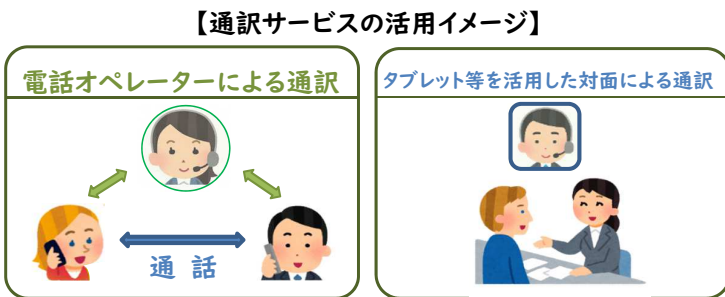 【通訳サービスの活用イメージ】
電話オペレーターによる通訳
タブレット等を活用した対面による通訳
通 話